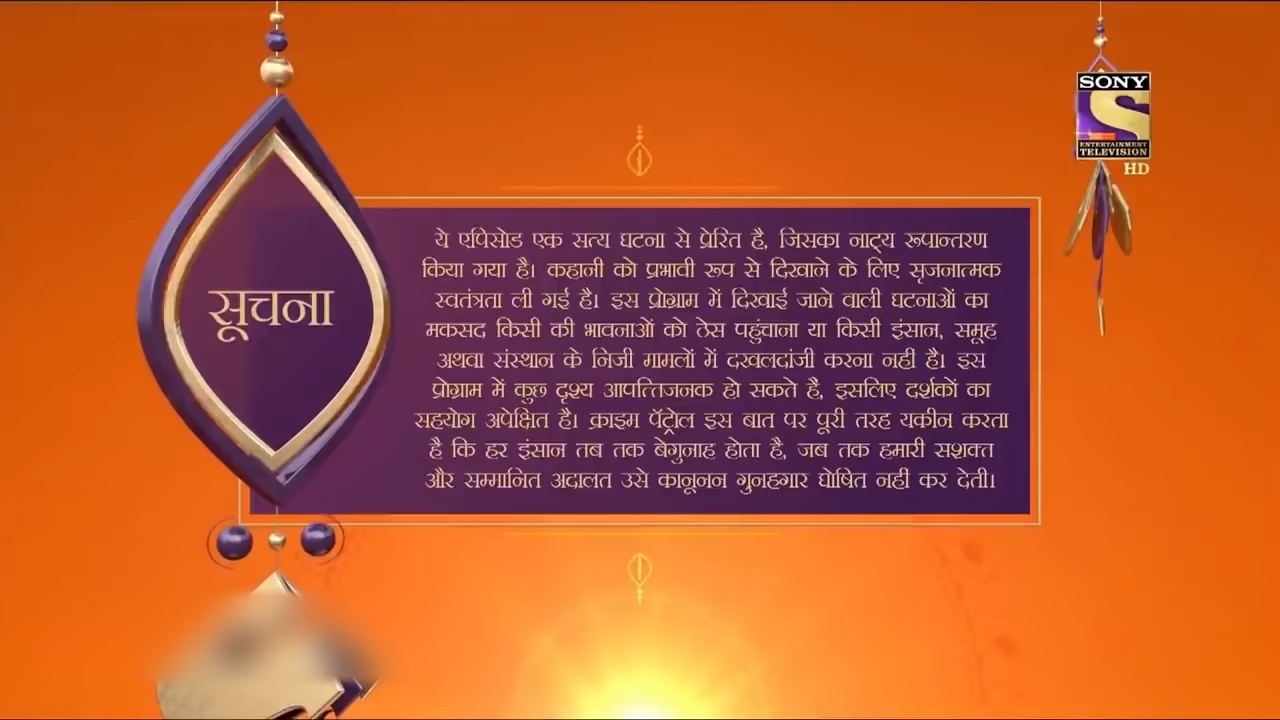 सूचना
ये एपिसोड एक सत्य घटना से प्रेरित है, जिसका नाट्य रूपान्तरण
किया गया है। कहानी को प्रभावी रूप से दिखाने के लिए सृजनात्मक
स्वतंत्रता ली गई है। इस प्रोग्राम में दिखाई जाने वाली घटनाओं का
मकसद किसी की भावनाओं को ठेस पहुंचाना या किसी इंसान, समूह
अथवा संस्थान के निजी मामलों में दखलदांजी करना नहीं है। इस
प्रोग्राम में कुछ दृश्य आपत्तिजनक हो सकते है, इसलिए दर्शकों का
सहयोग अपेक्षित है। क्राइम पॅट्रोल इस बात पर पूरी तरह यकीन करता
है कि हर इंसान तब तक बेगुनाह होता है, जब तक हमारी सशक्त
और सम्मानित अदालत उसे कानूनन गुनहगार घोषित नहीं कर देती।
SONY
ENTERTAINMENT
TELEVISION
HD